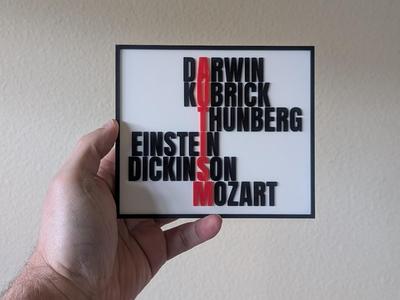 DARWIN
KUBRICK
THUNBERG
EINSTEIN
DICKINSON
MOZART